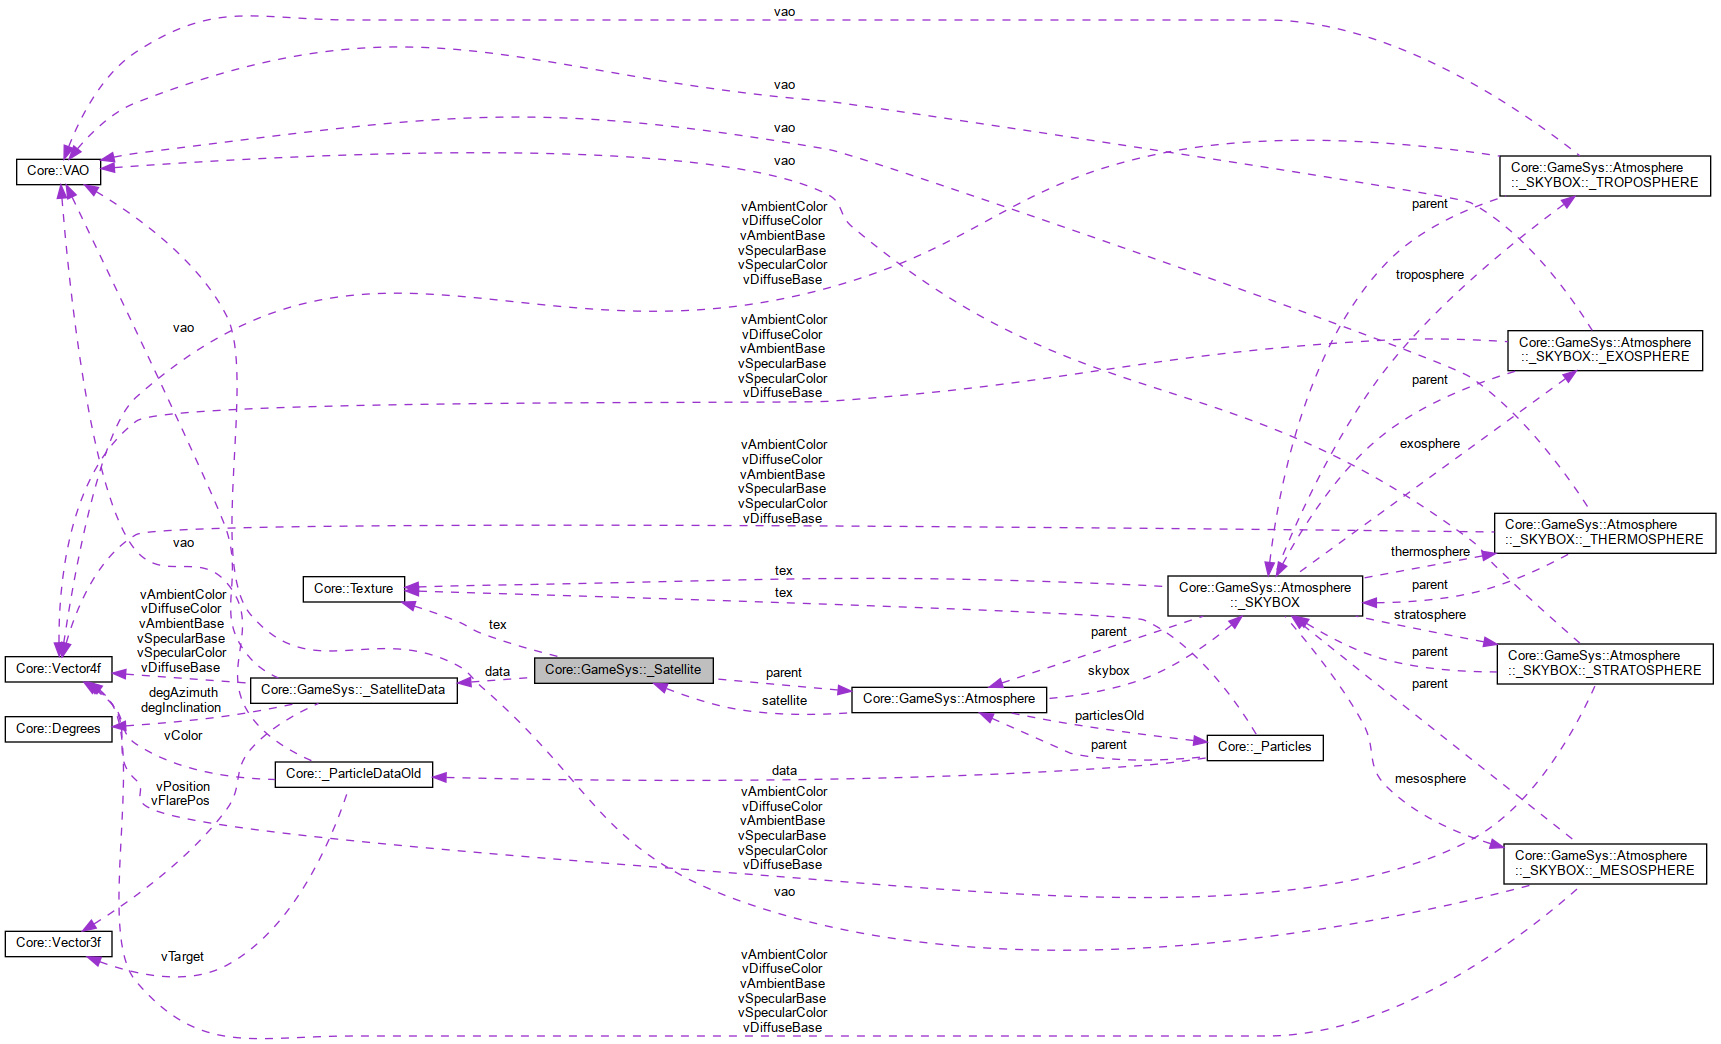 vao
vao
vao
vao
Core::VAO
Core::GameSys::Atmosphere
::_SKYBOX::_TROPOSPHERE
parent
vAmbientColor
vDiffuseColor
vAmbientBase
vSpecularBase
vSpecularColor
vDiffuseBase
troposphere
vao
vAmbientColor
vDiffuseColor
vAmbientBase
vSpecularBase
vSpecularColor
vDiffuseBase
Core::GameSys::Atmosphere
::_SKYBOX::_EXOSPHERE
parent
exosphere
vAmbientColor
vDiffuseColor
vAmbientBase
vSpecularBase
vSpecularColor
vDiffuseBase
Core::GameSys::Atmosphere
::_SKYBOX::_THERMOSPHERE
vao
thermosphere
tex
parent
Core::Texture
tex
Core::GameSys::Atmosphere
::_SKYBOX
vAmbientColor
vDiffuseColor
vAmbientBase
vSpecularBase
vSpecularColor
vDiffuseBase
stratosphere
tex
parent
parent
Core::GameSys::Atmosphere
::_SKYBOX::_STRATOSPHERE
Core::Vector4f
Core::GameSys::_Satellite
data
parent
skybox
parent
Core::GameSys::_SatelliteData
degAzimuth
degInclination
satellite
Core::GameSys::Atmosphere
particlesOld
Core::Degrees
vColor
parent
Core::_Particles
Core::_ParticleDataOld
data
mesosphere
vPosition
vFlarePos
vAmbientColor
vDiffuseColor
vAmbientBase
vSpecularBase
vSpecularColor
vDiffuseBase
Core::GameSys::Atmosphere
::_SKYBOX::_MESOSPHERE
vao
Core::Vector3f
vTarget
vAmbientColor
vDiffuseColor
vAmbientBase
vSpecularBase
vSpecularColor
vDiffuseBase